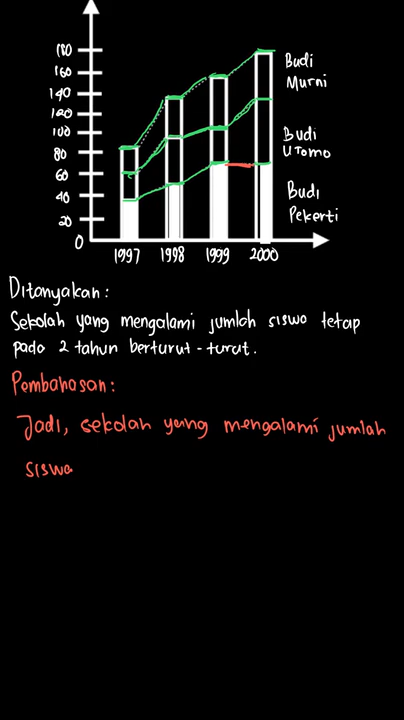 180
160
140
120
100
80
60
40
20
0
1997 1998 1999 2000
Budi
Murni
Budi
Utomo
Budi
Pekerti
Ditanyakan:
Sekolah yang mengalami jumlah siswa tetap
pada 2 tahun berturut-turut.
Pembahasan:
Jadi, sekolah yang mengalami jumlah
siswa